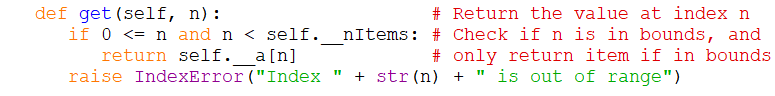 def get(self, n):                  # Return the value at index n
   if 0 <= n and n < self.__nItems: # Check if n is in bounds, and
      return self.__a[n]            # only return item if in bounds
   raise IndexError("Index " + str(n) + " is out of range")